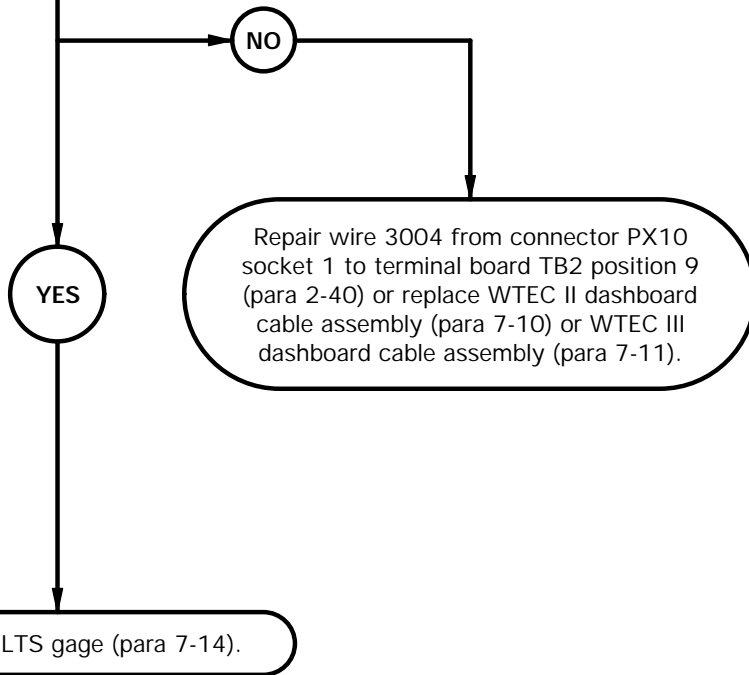 NO
Repair wire 3004 from connector PX10
socket 1 to terminal board TB2 position 9
(para 2-40) or replace WTEC II dashboard
cable assembly (para 7-10) or WTEC III
dashboard cable assembly (para 7-11).
YES
LTS gage (para 7-14).